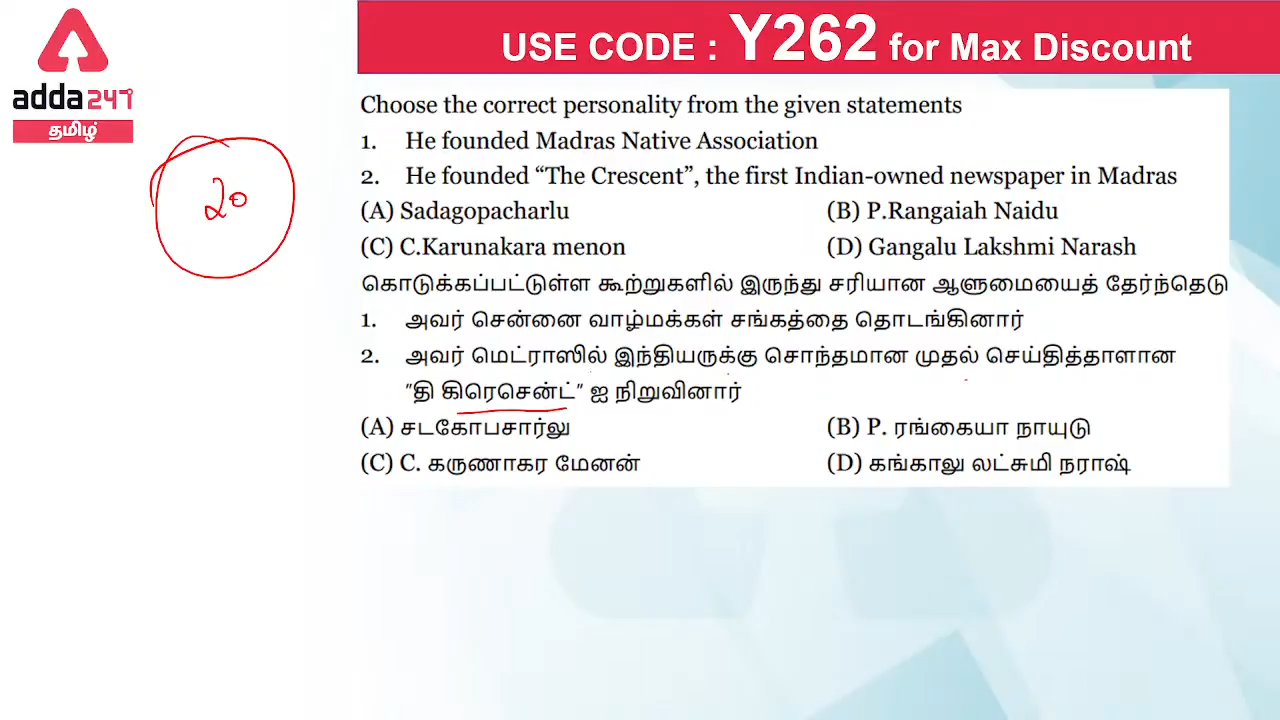 USE CODE : Y262 for Max Discount
adda247
தமிழ்
20
Choose the correct personality from the given statements
1. He founded Madras Native Association
2. He founded “The Crescent”, the first Indian-owned newspaper in Madras
(A) Sadagopacharlu (B) P.Rangaiah Naidu
(C) C.Karunakara menon (D) Gangalu Lakshmi Narash
கொடுக்கப்பட்டுள்ள கூற்றுகளில் இருந்து சரியான ஆளுமையைத் தேர்ந்தெடு
1. அவர் சென்னை வாழ்மக்கள் சங்கத்தை தொடங்கினார்
2. அவர் மெட்ராஸில் இந்தியருக்கு சொந்தமான முதல் செய்தித்தாளான
"தி கிரெசென்ட்" ஐ நிறுவினார்
(A) சடகோபசார்லு (B) P. ரங்கையா நாயுடு
(C) C. கருணாகர மேனன் (D) கங்காலு லட்சுமி நராஷ்